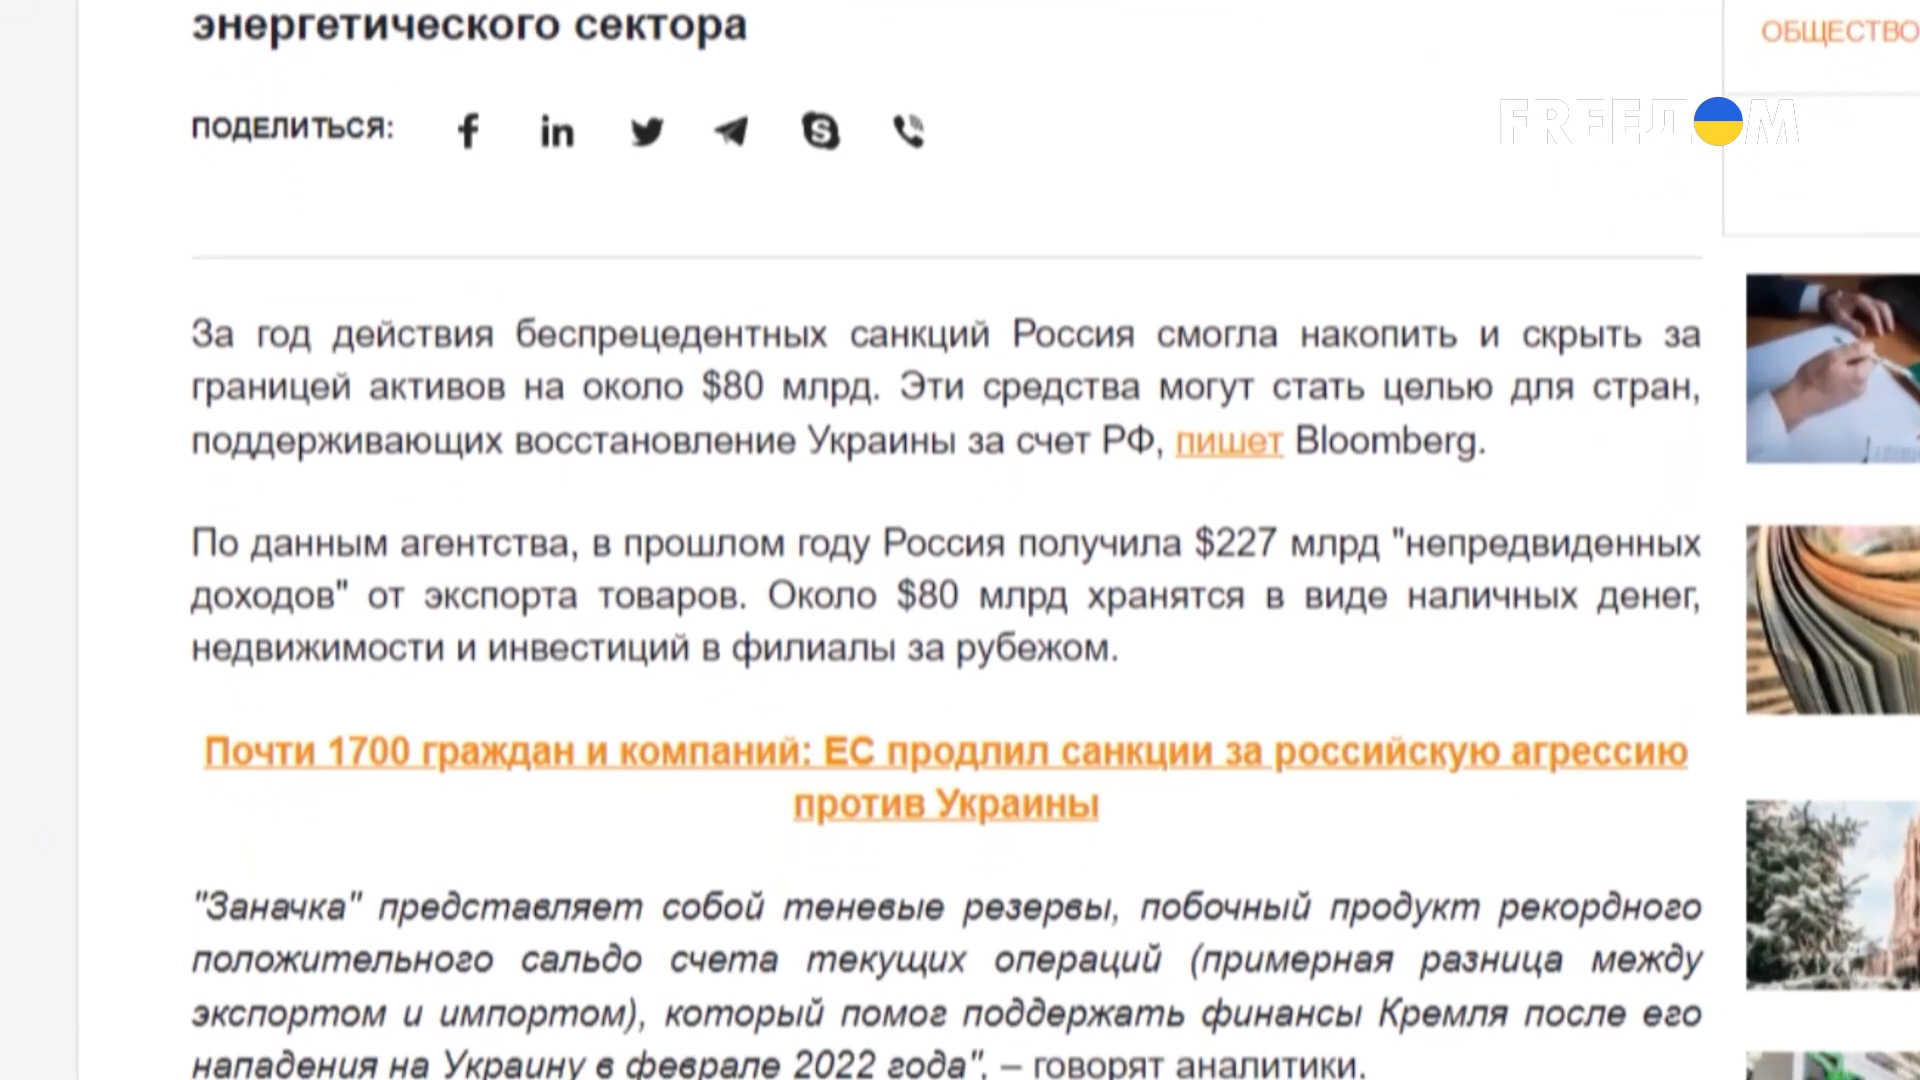 энергетического сектора
ОБЩЕСТВО
ПОДЕЛИТЬСЯ:
FREEДOM
За год действия беспрецедентных санкций Россия смогла накопить и скрыть за
границей активов на около $80 млрд. Эти средства могут стать целью для стран,
поддерживающих восстановление Украины за счет РФ, пишет Bloomberg.
По данным агентства, в прошлом году Россия получила $227 млрд "непредвиденных
доходов" от экспорта товаров. Около $80 млрд хранятся в виде наличных денег,
недвижимости и инвестиций в филиалы за рубежом.
Почти 1700 граждан и компаний: ЕС продлил санкции за российскую агрессию
против Украины
"Заначка" представляет собой теневые резервы, побочный продукт рекордного
положительного сальдо счета текущих операций (примерная разница между
экспортом и импортом), который помог поддержать финансы Кремля после его
нападения на Украину в феврале 2022 года", – говорят аналитики.